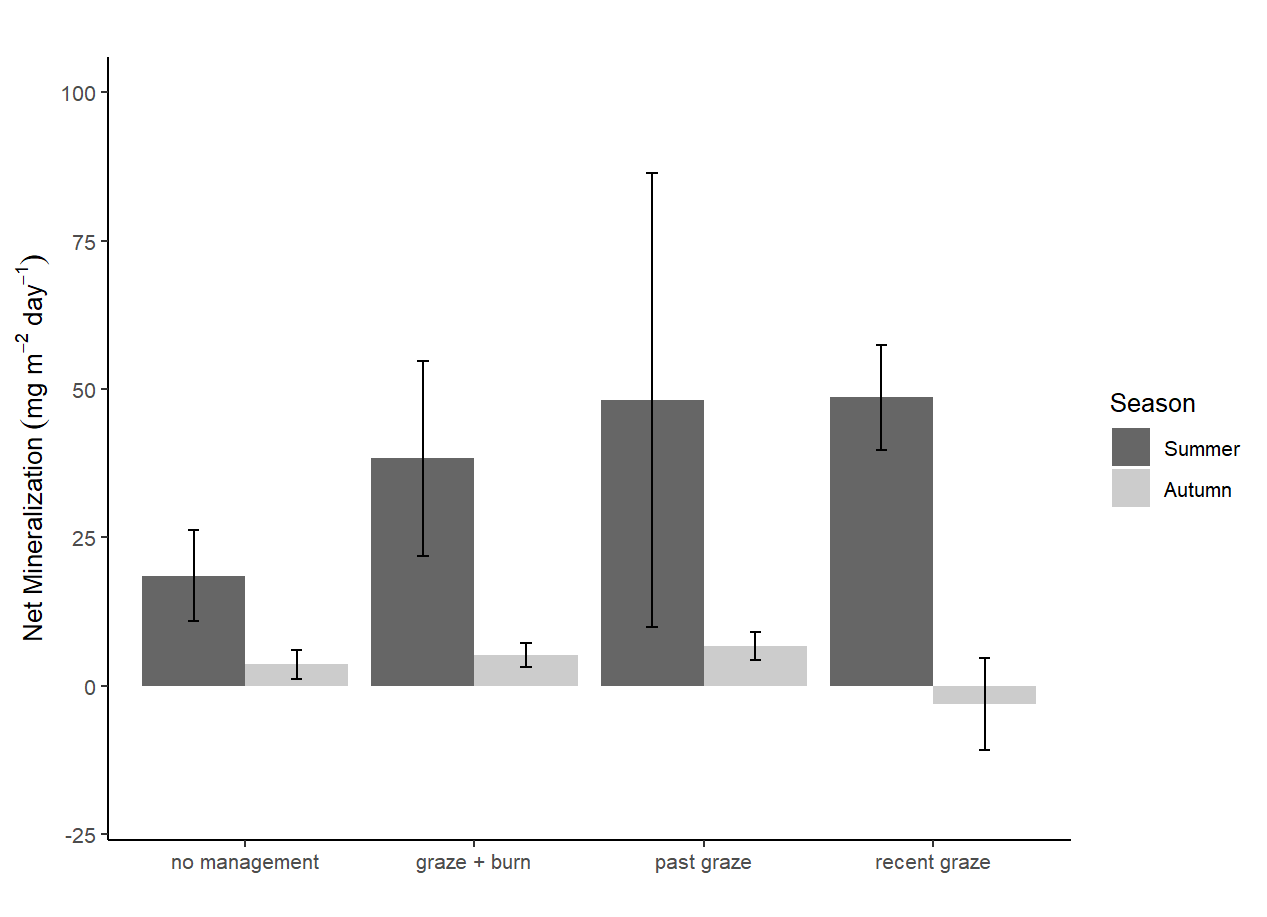 100
75
50
25
0
-25
Net Mineralization (mg m⁻² day⁻¹)
no management
graze + burn
past graze
recent graze
Season
Summer
Autumn